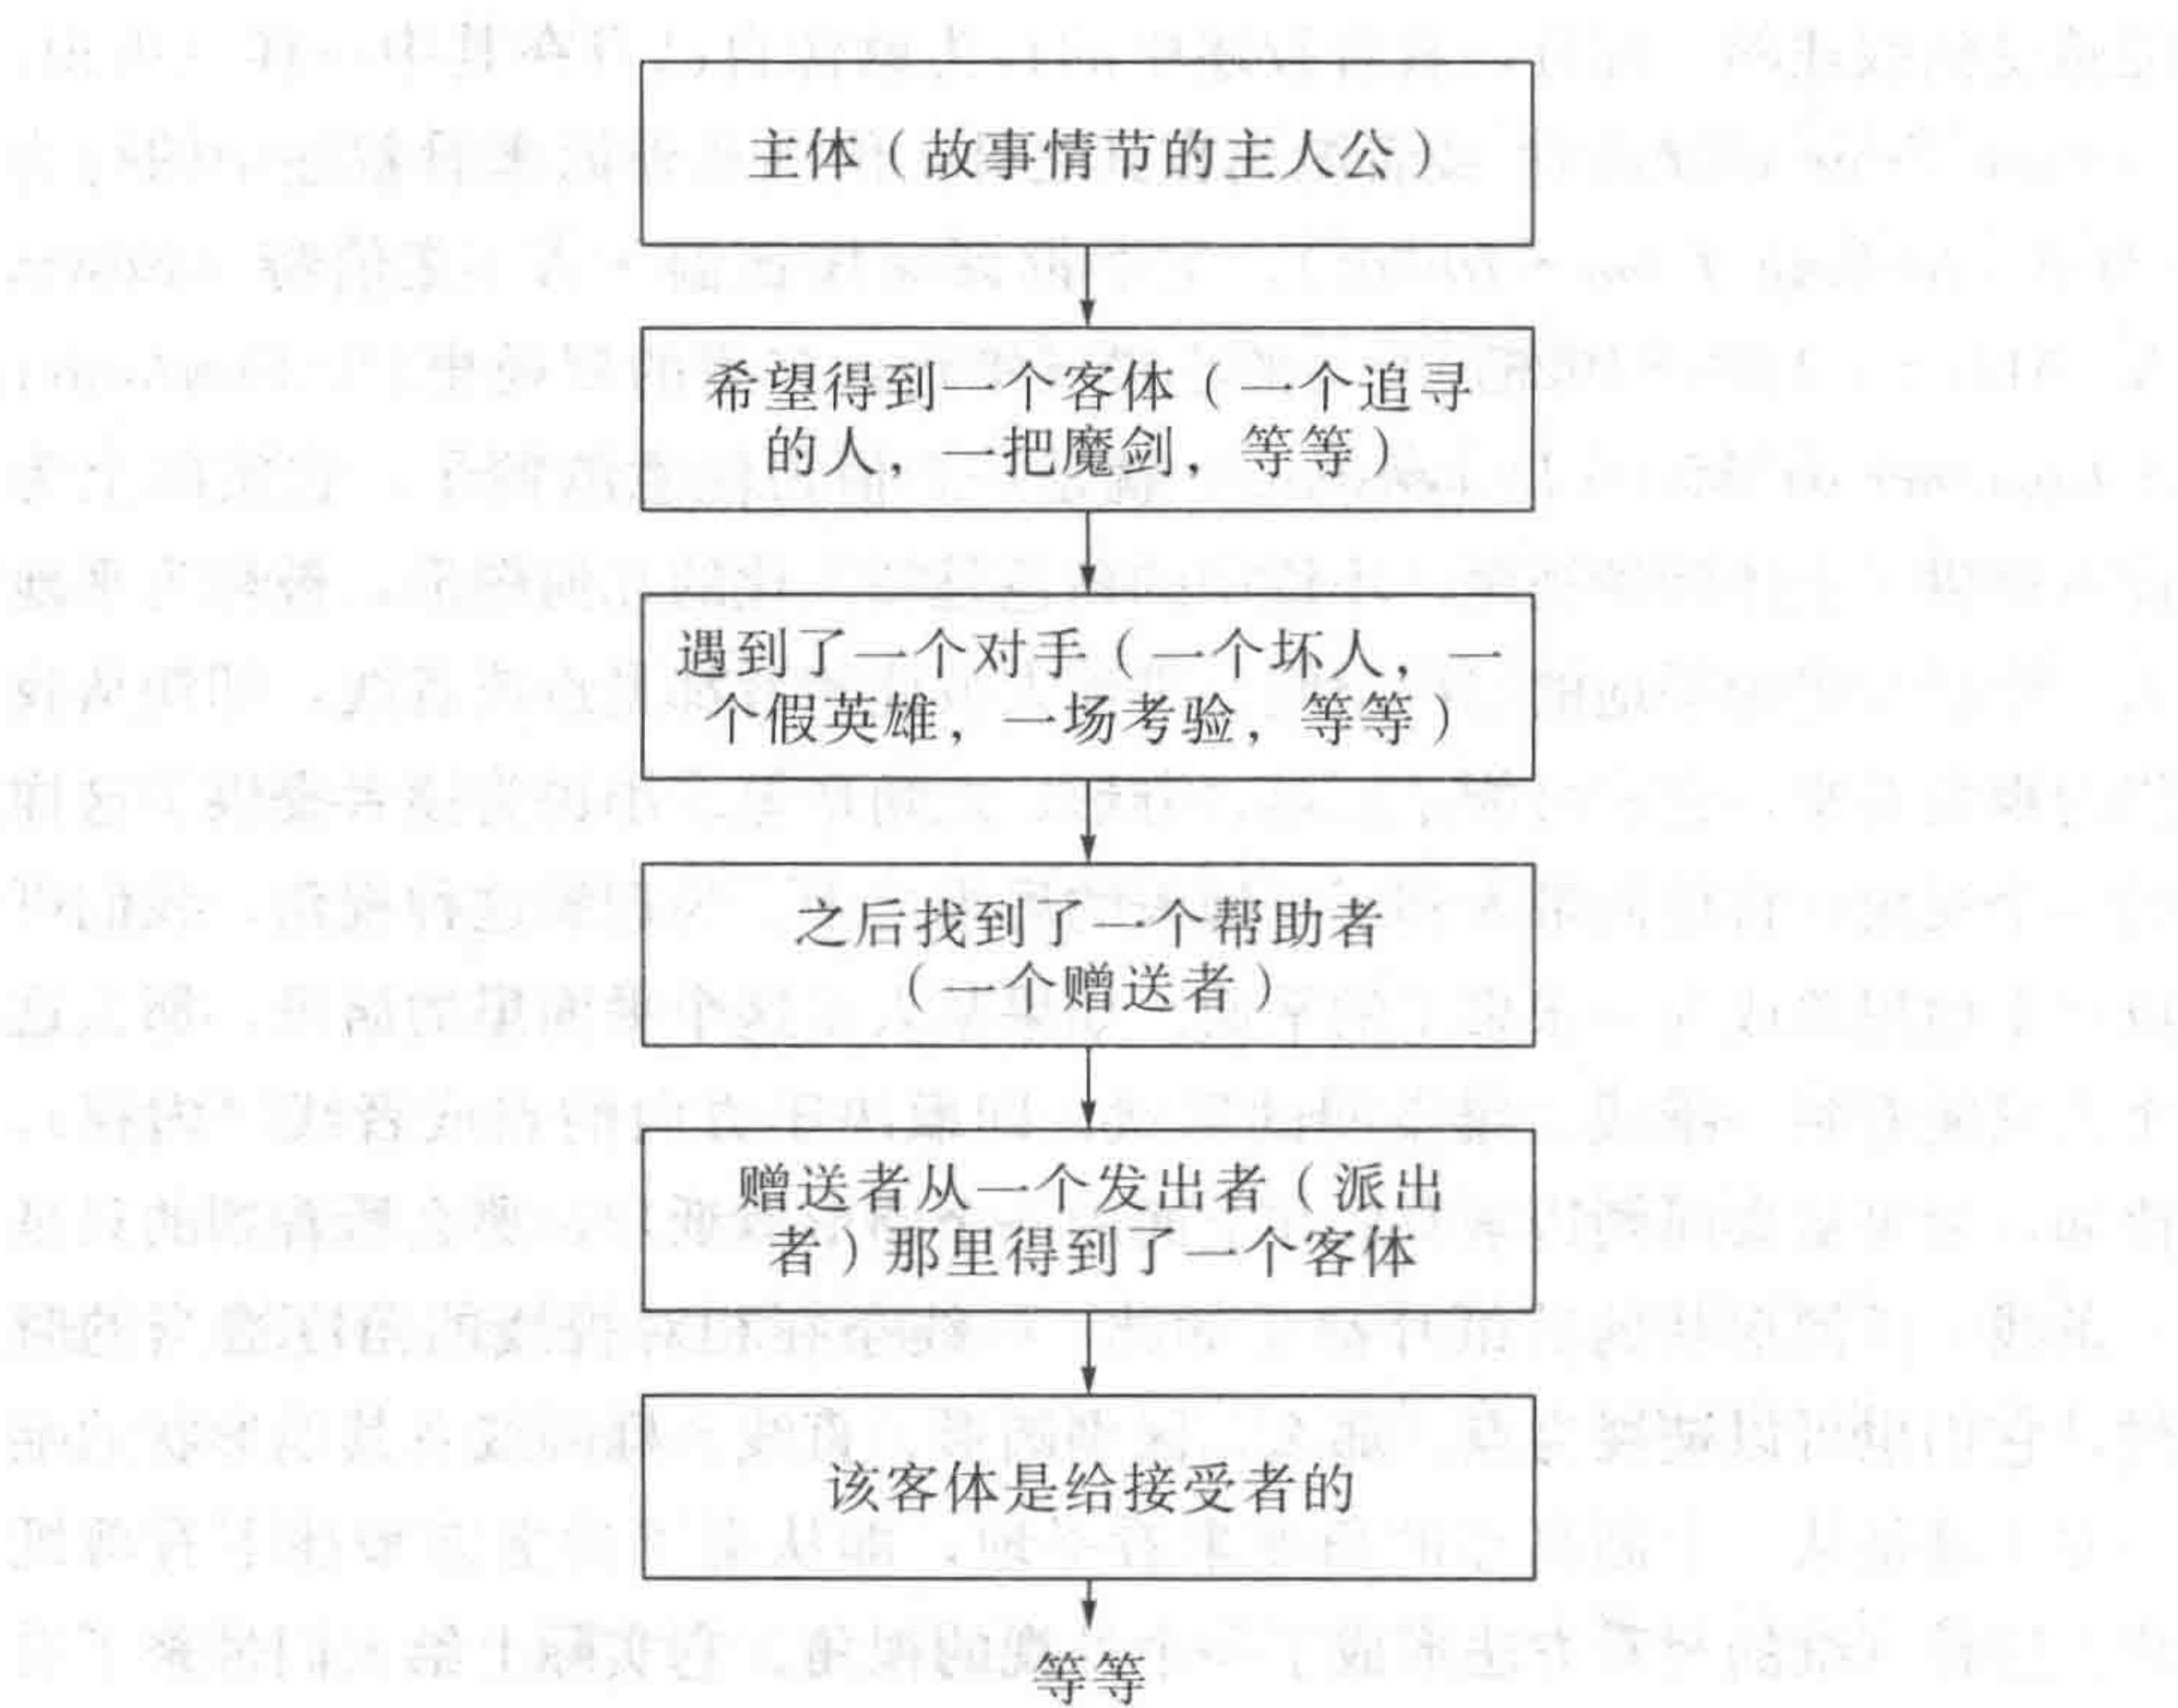 主体（故事情节的主人公）
希望得到一个客体（一个追寻
的人，一把魔剑，等等）
遇到了一个对手（一个坏人，一
个假英雄，一场考验，等等）
之后找到了一个帮助者
（一个赠送者）
赠送者从一个发出者（派出
者）那里得到了一个客体
该客体是给接受者的
等等